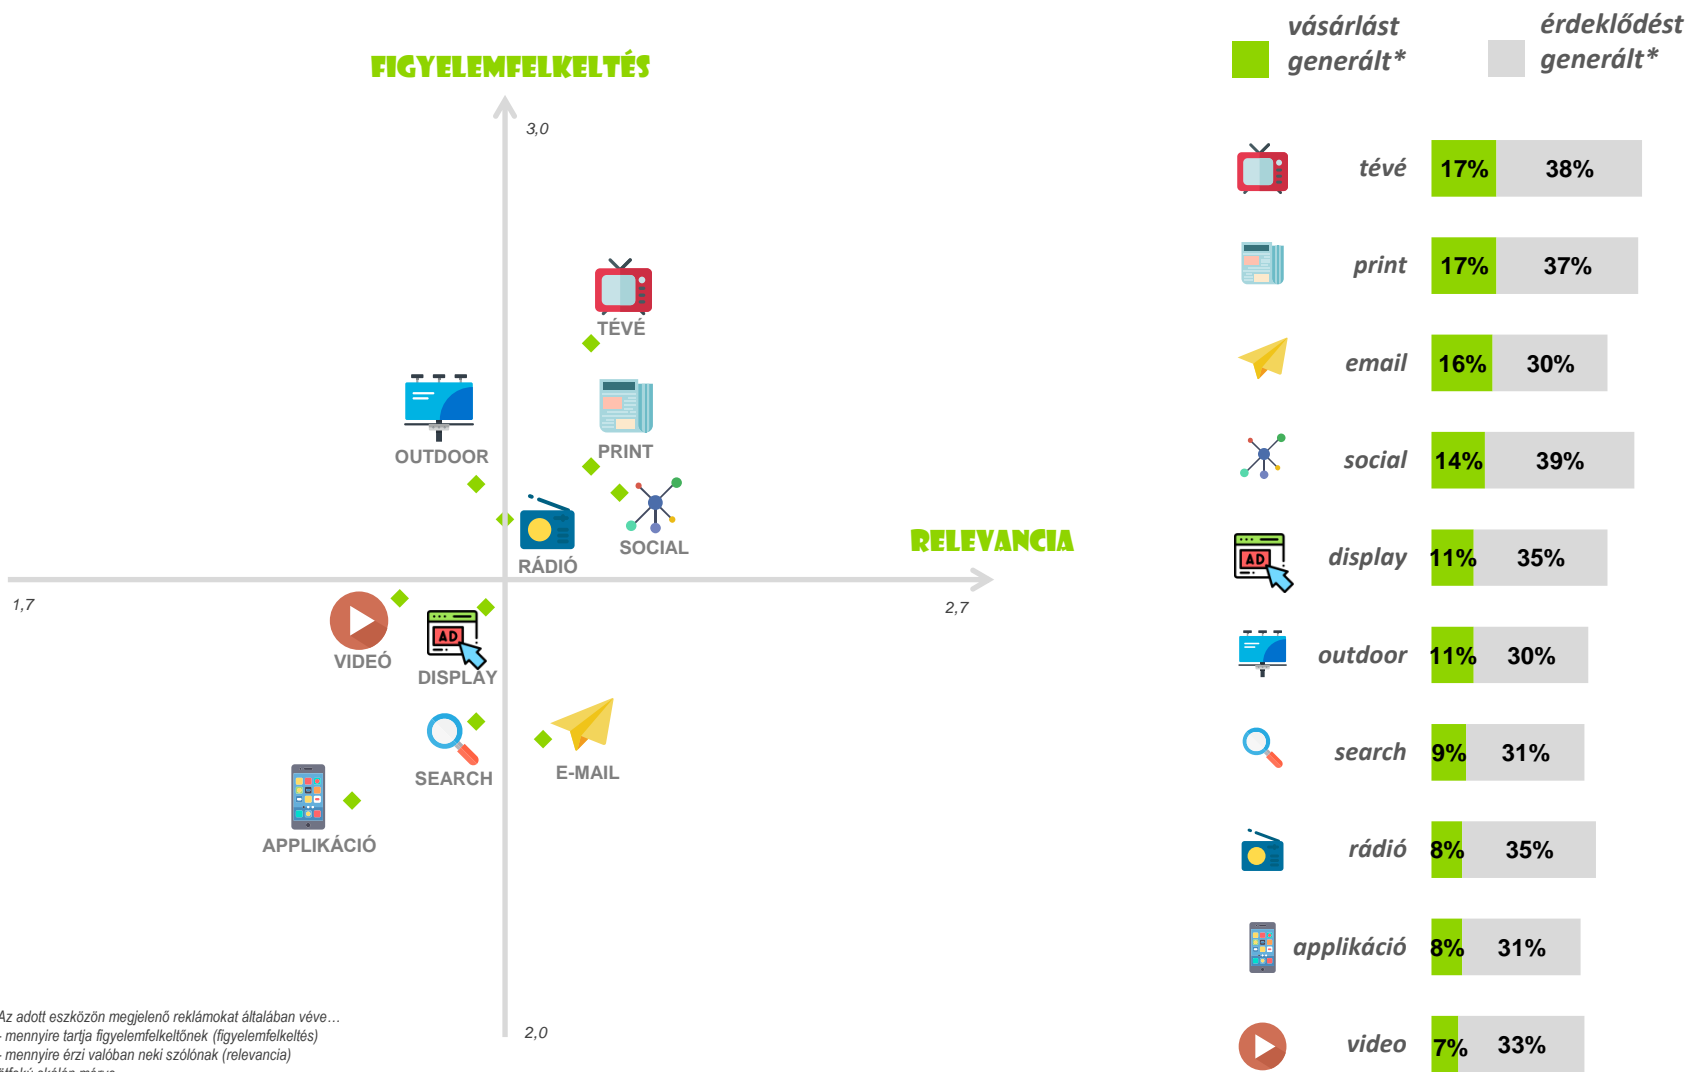 FIGYELEMFELKELTÉS
3,0
TÉVÉ
OUTDOOR
PRINT
SOCIAL
RÁDIÓ
RELEVANCIA
1,7
2,7
VIDEÓ
DISPLAY
AD
SEARCH
E-MAIL
APPLIKÁCIÓ
2,0
Az adott eszközön megjelenő reklámokat általában véve…
- mennyire tartja figyelemfelkeltőnek (figyelemfelkeltés)
- mennyire érzi valóban neki szólónak (relevancia)
vásárlást
generált*
érdeklődést
generált*
tévé 17% 38%
print 17% 37%
email 16% 30%
social 14% 39%
AD
display 11% 35%
outdoor 11% 30%
search 9% 31%
rádió 8% 35%
applikáció 8% 31%
video 7% 33%